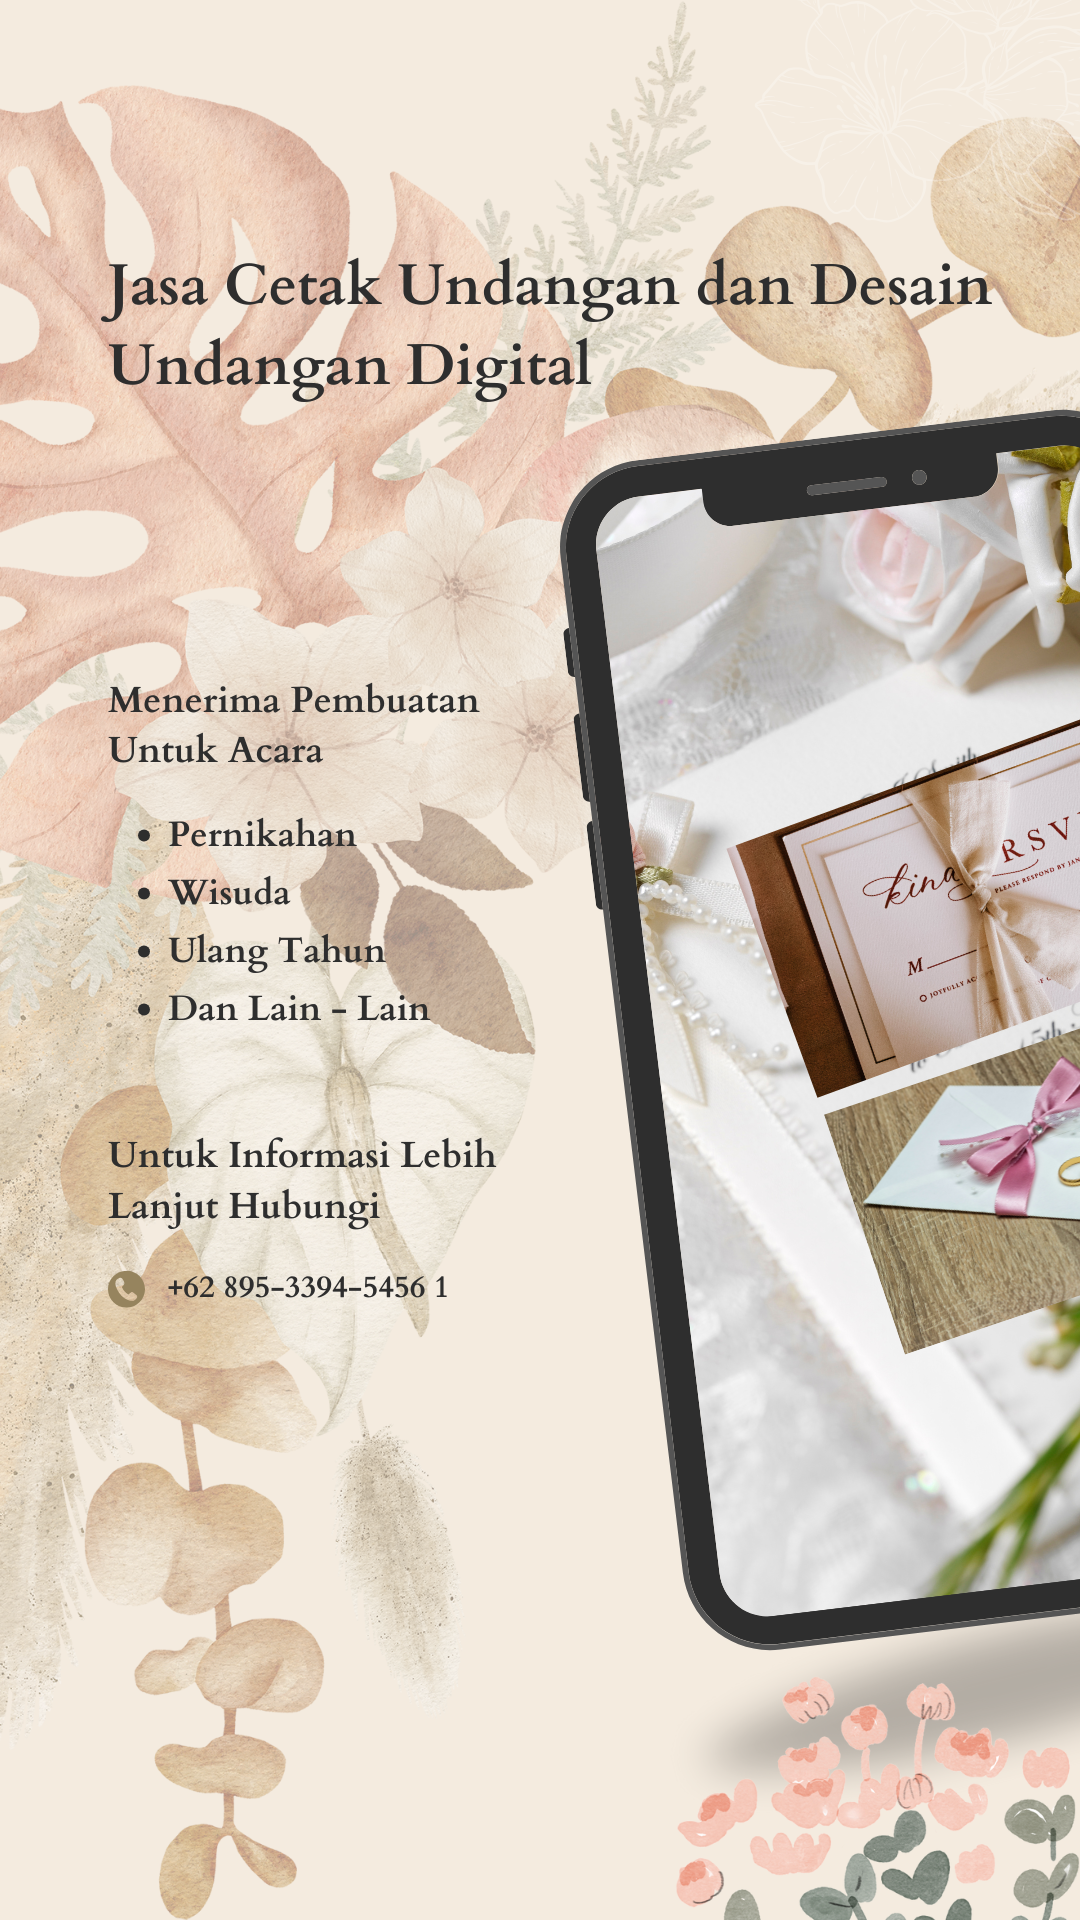 Jasa Cetak Undangan dan Desain
Undangan Digital
Menerima Pembuatan
Untuk Acara
• Pernikahan
• Wisuda
• Ulang Tahun
• Dan Lain - Lain
Untuk Informasi Lebih
Lanjut Hubungi
+62 895-3394-5456 1
RSV
kina
PLEASE RESPOND BY JAN
M
JOYFULLY AC
5th